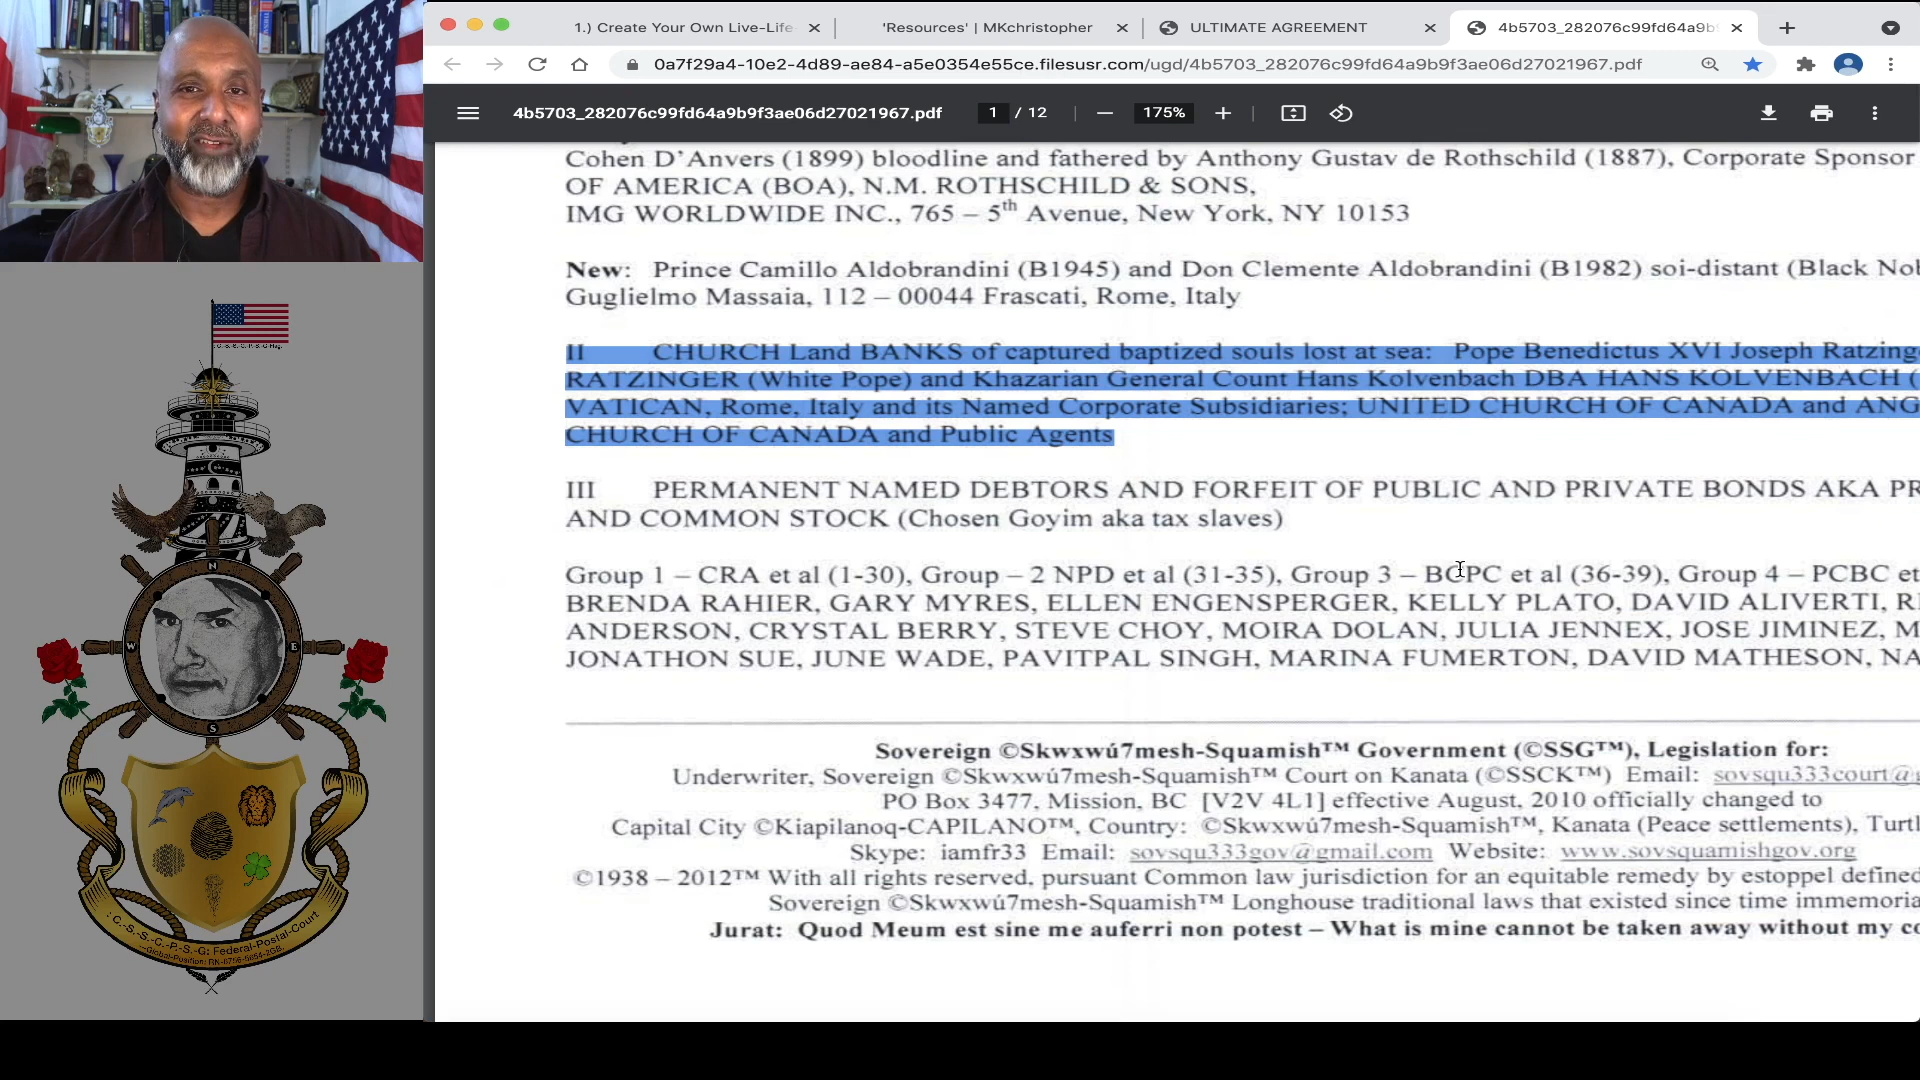 1.) Create Your Own Live-Life
'Resources' | MKchristopher
ULTIMATE AGREEMENT
4b5703_282076c99fd64a9b
0a7f29a4-10e2-4d89-ae84-a5e0354e55ce.filesusr.com/ugd/4b5703_282076c99fd64a9b9f3ae06d27021967.pdf
4b5703_282076c99fd64a9b9f3ae06d27021967.pdf 1 / 12 175%
Cohen D'Anvers (1899) bloodline and fathered by Anthony Gustav de Rothschild (1887), Corporate Sponsor
OF AMERICA (BOA), N.M. ROTHSCHILD & SONS,
IMG WORLDWIDE INC., 765 – 5th Avenue, New York, NY 10153
New: Prince Camillo Aldobrandini (B1945) and Don Clemente Aldobrandini (B1982) soi-distant (Black
Guglielmo Massaia, 112 – 00044 Frascati, Rome, Italy
II CHURCH Land BANKS of captured baptized souls lost at sea: Pope Benedictus XVI Joseph Ratzing
RATZINGER (White Pope) and Khazarian General Count Hans Kolvenbach DBA HANS KOLVENBACH (
VATICAN, Rome, Italy and its Named Corporate Subsidiaries; UNITED CHURCH OF CANADA and ANG
CHURCH OF CANADA and Public Agents
III PERMANENT NAMED DEBTORS AND FORFEIT OF PUBLIC AND PRIVATE BONDS AKA PR
AND COMMON STOCK (Chosen Goyim aka tax slaves)
Group 1 – CRA et al (1-30), Group – 2 NPD et al (31-35), Group 3 – BCPC et al (36-39), Group 4 – PCBC et
BRENDA RAHIER, GARY MYRES, ELLEN ENGENSPERGER, KELLY PLATO, DAVID ALIVERTI,
ANDERSON, CRYSTAL BERRY, STEVE CHOY, MOIRA DOLAN, JULIA JENNEX, JOSE JIMINEZ,
JONATHON SUE, JUNE WADE, PAVITPAL SINGH, MARINA FUMERTON, DAVID MATHESON, NA
Sovereign ©Skwxwú7mesh-Squamish™ Government (©SSG™), Legislation for:
Underwriter, Sovereign ©Skwxwú7mesh-Squamish™ Court on Kanata (©SSCK™) Email: sovsqu333court@
PO Box 3477, Mission, BC [V2V 4L1] effective August, 2010 officially changed to
Capital City ©Kiapilanoq-CAPILANO™, Country: ©Skwxwú7mesh-Squamish™, Kanata (Peace settlements), Turtl
Skype: iamfr33 Email: sovsqu333gov@gmail.com Website: www.sovsquamishgov.org
©1938 – 2012™ With all rights reserved, pursuant Common law jurisdiction for an equitable remedy by estoppel defined
Sovereign ©Skwxwú7mesh-Squamish™ Longhouse traditional laws that existed since time immemoria
Jurat: Quod Meum est sine me auferri non potest – What is mine cannot be taken away without my
N
W E
S
: C.-S.-S.-C.-P.-S.-G: Federal-Postal-Court